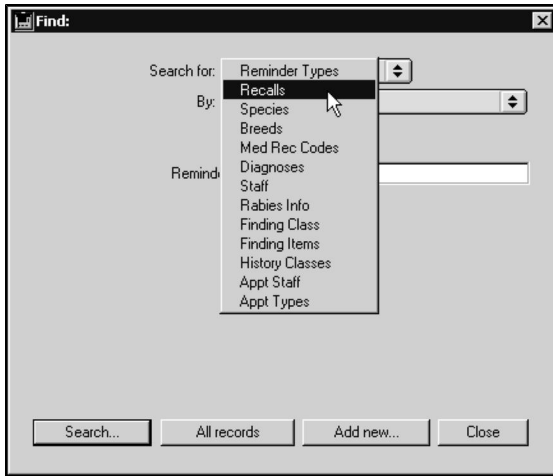 Find:
Search for:
Reminder Types
Recalls
By:
Species
Breeds
Med Rec Codes
Diagnoses
Remind
Staff
Rabies Info
Finding Class
Finding Items
History Classes
Appt Staff
Appt Types
Search...
All records
Add new...
Close